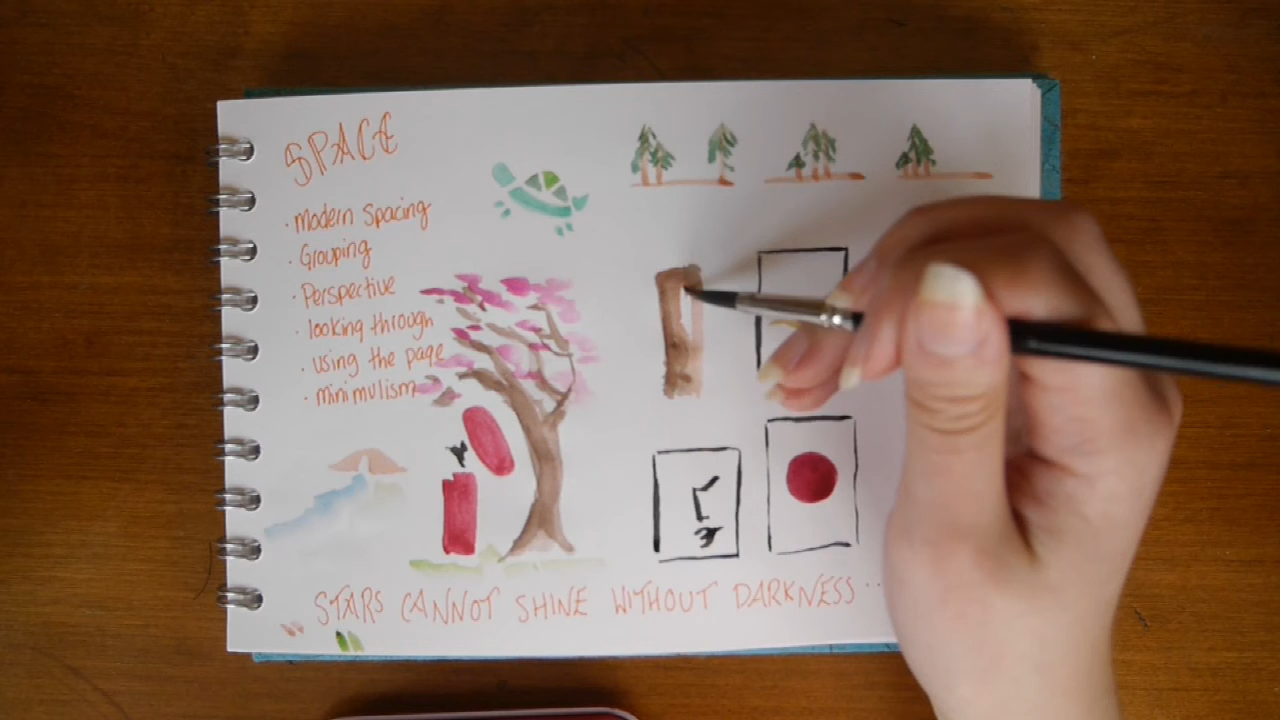 SPACE
· Modern Spacing
· Grouping
· Perspective
· looking through
· using the page
· minimulism
STARS CANNOT SHINE WITHOUT DARKNESS..